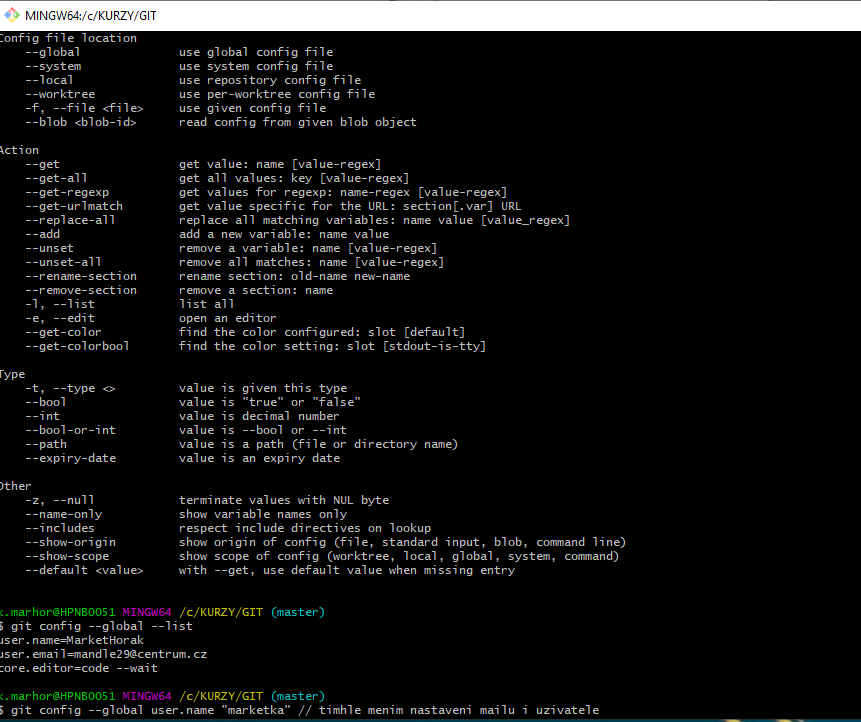 MINGW64:/c/KURZY/GIT
Config file location
--global use global config file
--system use system config file
--local use repository config file
--worktree use per-worktree config file
-f, --file <file> use given config file
--blob <blob-id> read config from given blob object
Action
--get get value: name [value-regex]
--get-all get all values: key [value-regex]
--get-regexp get values for regexp: name-regex [value-regex]
--get-urlmatch get value specific for the URL: section[.var] URL
--replace-all replace all matching variables: name value [value_regex]
--add add a new variable: name value
--unset remove a variable: name [value-regex]
--unset-all remove all matches: name [value-regex]
--rename-section rename section: old-name new-name
--remove-section remove a section: name
-l, --list list all
-e, --edit open an editor
--get-color find the color configured: slot [default]
--get-colorbool find the color setting: slot [stdout-is-tty]
Type
-t, --type <> value is given this type
--bool value is "true" or "false"
--int value is decimal number
--bool-or-int value is --bool or --int
--path value is a path (file or directory name)
--expiry-date value is an expiry date
Other
-z, --null terminate values with NUL byte
--name-only show variable names only
--includes respect include directives on lookup
--show-origin show origin of config (file, standard input, blob, command line)
--show-scope show scope of config (worktree, local, global, system, command)
--default <value> with --get, use default value when missing entry
k.marhor@HPNB0051 MINGW64 /c/KURZY/GIT (master)
$ git config --global --list
user.name=MarketHorak
user.email=mandle29@centrum.cz
core.editor=code --wait
k.marhor@HPNB0051 MINGW64 /c/KURZY/GIT (master)
$ git config --global user.name "marketka" // timhle menim nastaveni mailu i uzivatele